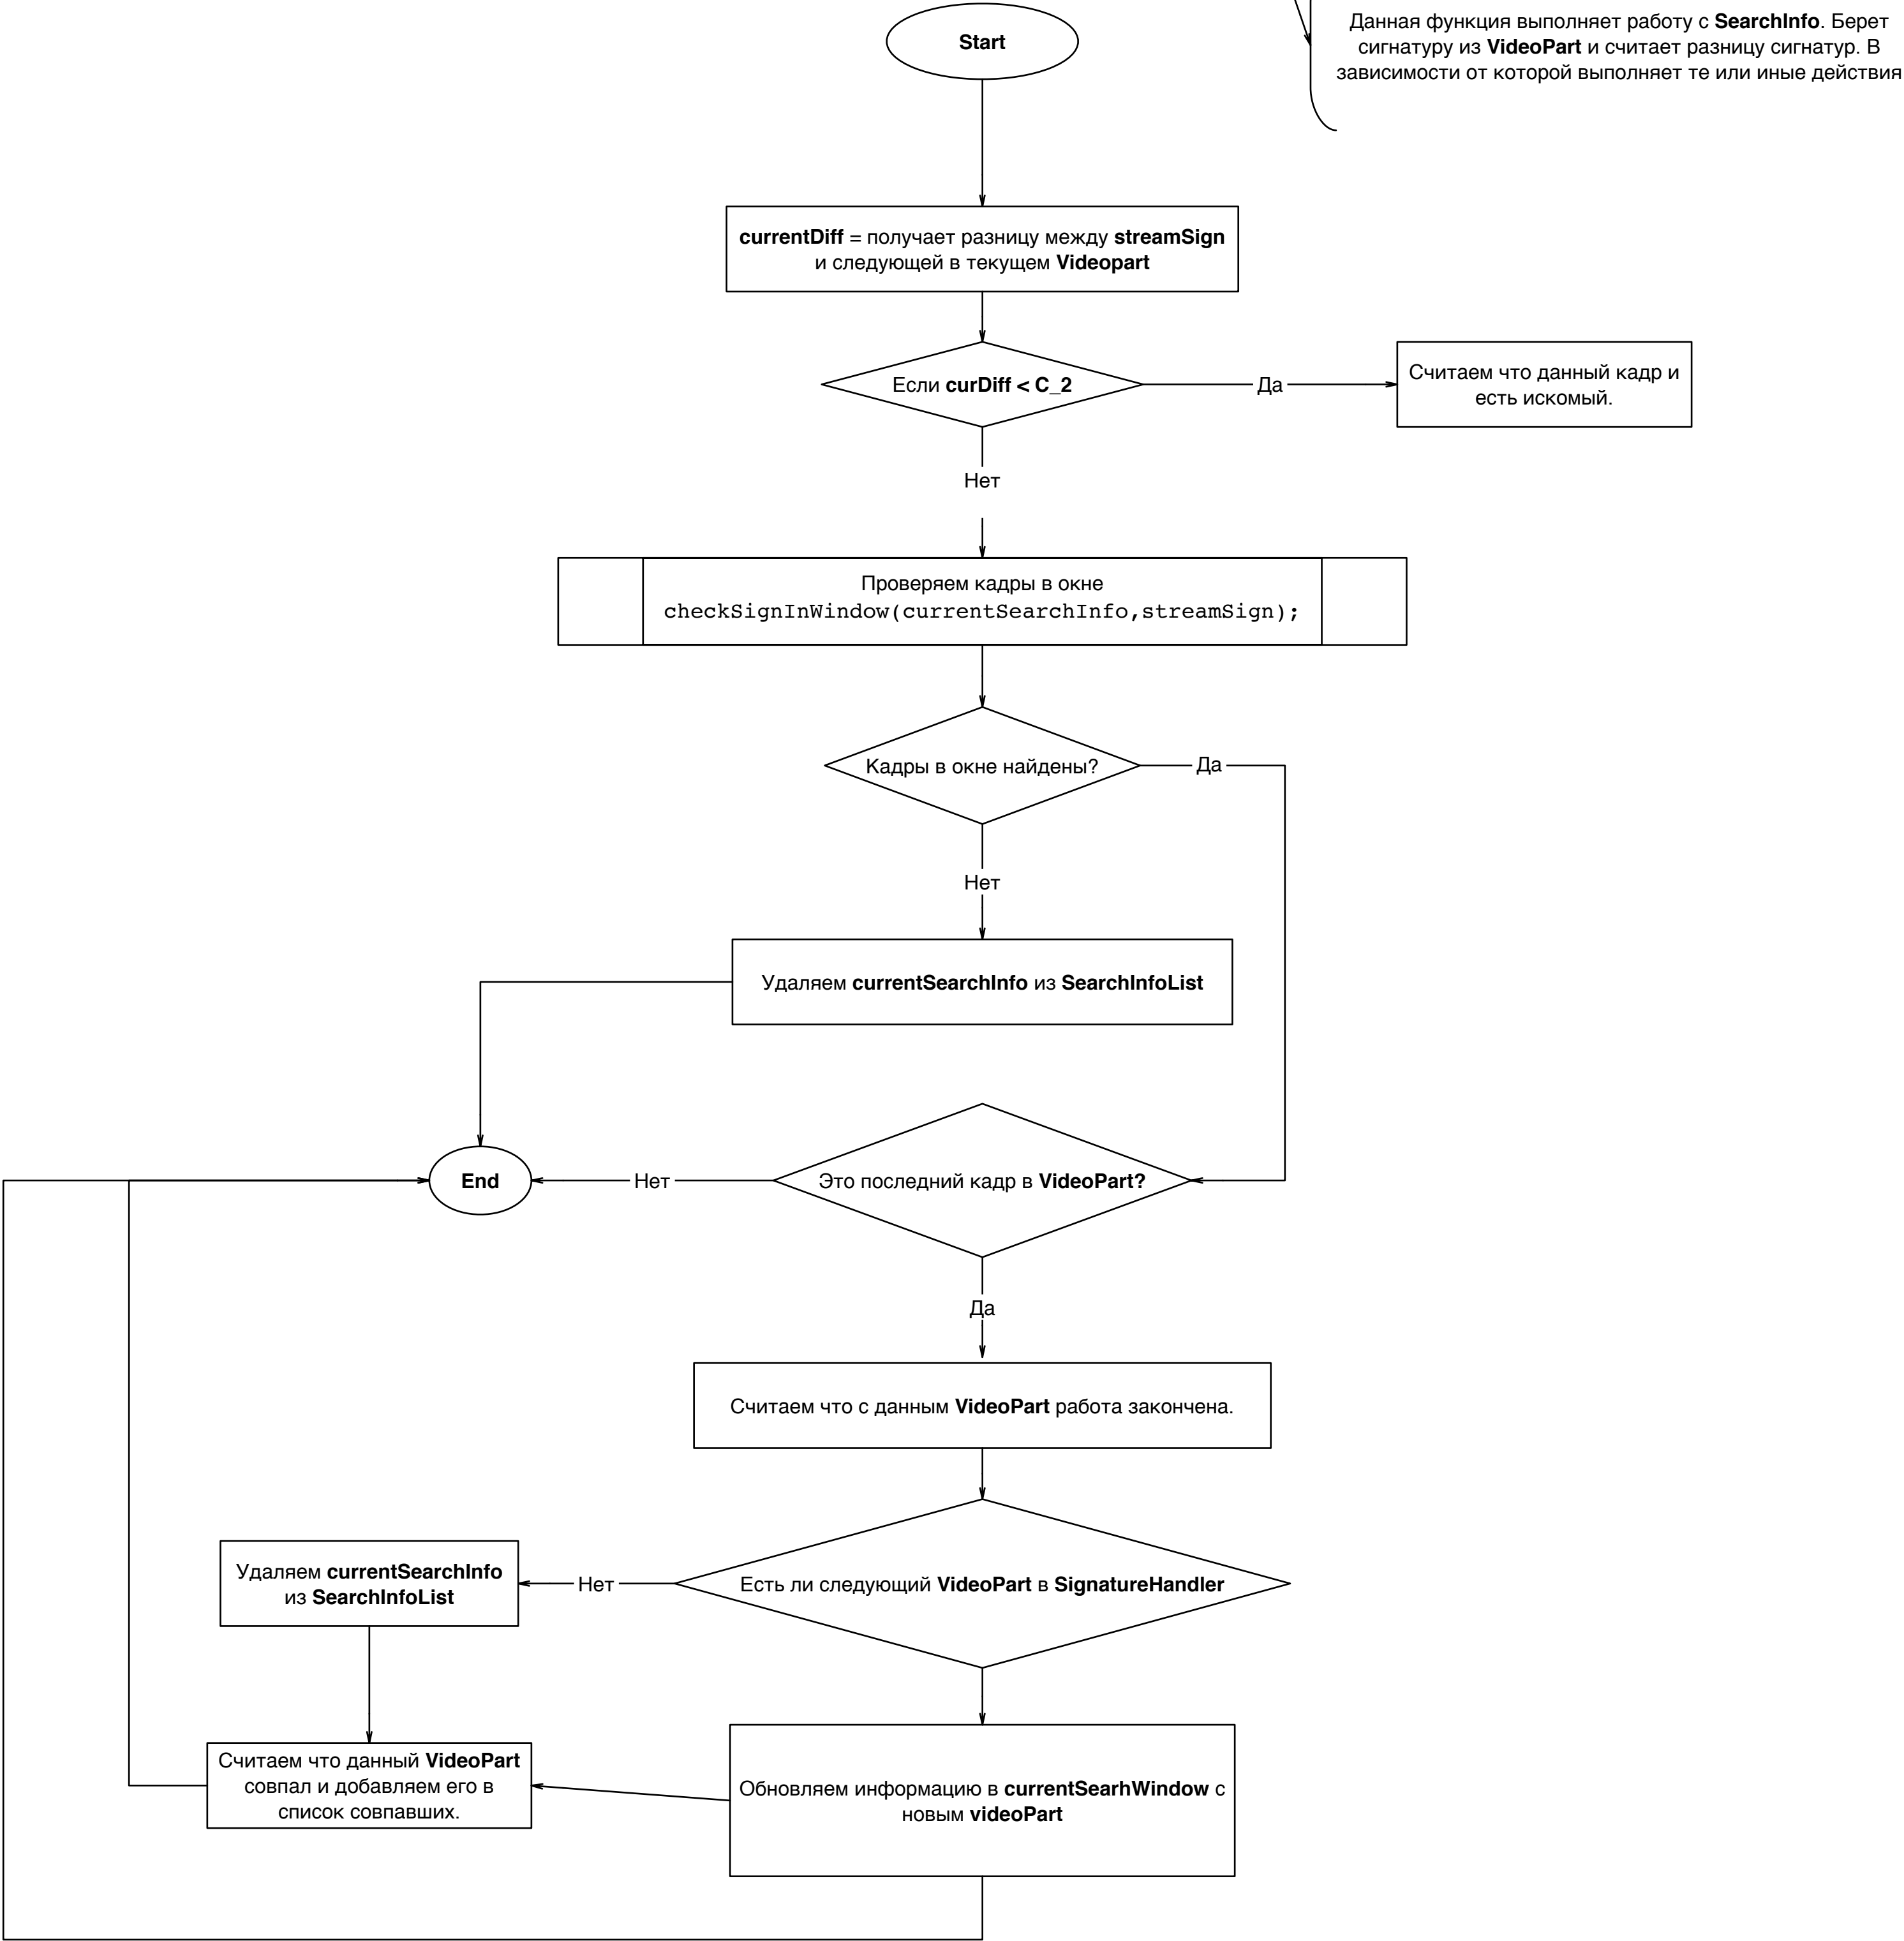 Start
Данная функция выполняет работу с SearchInfo. Берет
сигнатуру из VideoPart и считает разницу сигнатур. В
зависимости от которой выполняет те или иные действия
currentDiff = получает разницу между streamSign
и следующей в текущем Videopart
Если curDiff < C_2
Да
Считаем что данный кадр и
есть искомый.
Нет
Проверяем кадры в окне
checkSignInWindow(currentSearchInfo,streamSign);
Кадры в окне найдены?
Да
Нет
Удаляем currentSearchInfo из SearchInfoList
End
Нет
Это последний кадр в VideoPart?
Да
Считаем что с данным VideoPart работа закончена.
Удаляем currentSearchInfo
из SearchInfoList
Нет
Есть ли следующий VideoPart в SignatureHandler
Считаем что данный VideoPart
совпал и добавляем его в
список совпавших.
Обновляем информацию в currentSearhWindow с
новым videoPart